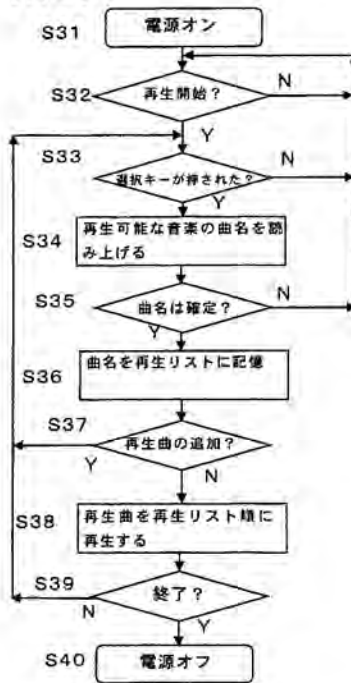 S31
電源オン
S32
再生開始?
N
Y
S33
選択キーが押された?
N
Y
S34
再生可能な音楽の曲名を読
み上げる
S35
曲名は確定?
N
Y
S36
曲名を再生リストに記憶
S37
再生曲の追加?
Y
N
S38
再生曲を再生リスト順に
再生する
S39
終了?
N
Y
S40
電源オフ